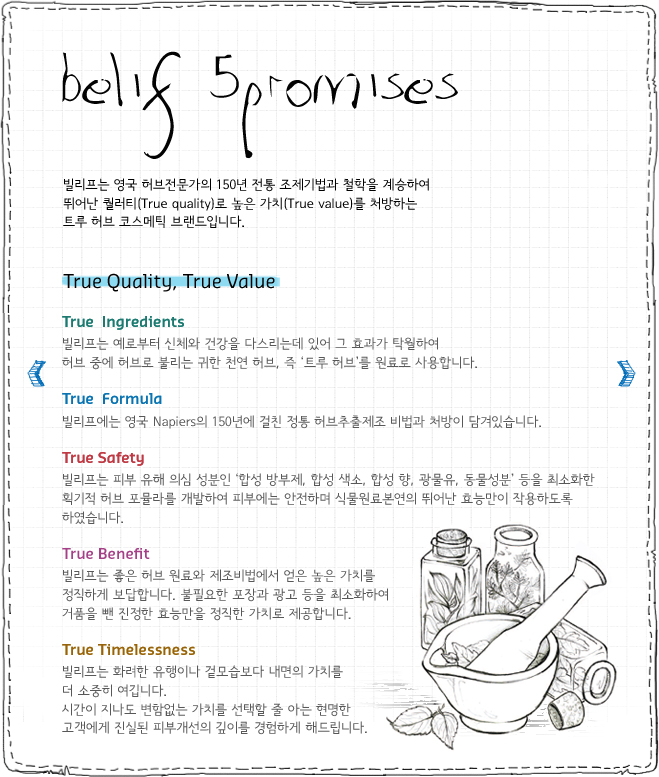 belif 5promises
빌리프는 영국 허브전문가의 150년 전통 조제기법과 철학을 계승하여
뛰어난 퀄러티(True quality)로 높은 가치(True value)를 처방하는
트루 허브 코스메틱 브랜드입니다.
True Quality, True Value
True Ingredients
빌리프는 예로부터 신체와 건강을 다스리는데 있어 그 효과가 탁월하여
허브 중에 허브로 불리는 귀한 천연 허브, 즉 ‘트루 허브’를 원료로 사용합니다.
True Formula
빌리프에는 영국 Napiers의 150년에 걸친 정통 허브추출제조 비법과 처방이 담겨있습니다.
True Safety
빌리프는 피부 유해 의심 성분인 ‘합성 방부제, 합성 색소, 합성 향, 광물유, 동물성분’ 등을 최소화한
획기적 허브 포뮬라를 개발하여 피부에는 안전하며 식물원료본연의 뛰어난 효능만이 작용하도록
하였습니다.
True Benefit
빌리프는 좋은 허브 원료와 제조비법에서 얻은 높은 가치를
정직하게 보답합니다. 불필요한 포장과 광고 등을 최소화하여
거품을 뺀 진정한 효능만을 정직한 가치로 제공합니다.
True Timelessness
빌리프는 화려한 유행이나 겉모습보다 내면의 가치를
더 소중히 여깁니다.
시간이 지나도 변함없는 가치를 선택할 줄 아는 현명한
고객에게 진실된 피부개선의 깊이를 경험하게 해드립니다.